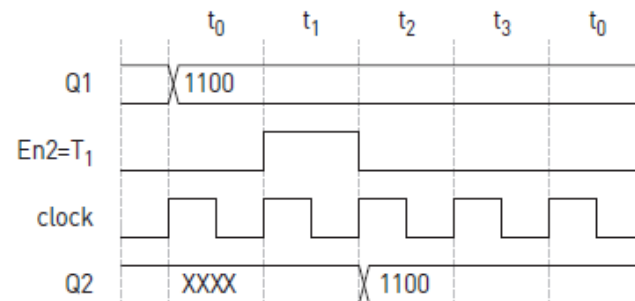 t₀ t₁ t₂ t₃ t₀
Q1 1100
En2=T₁
clock
Q2 XXXX 1100